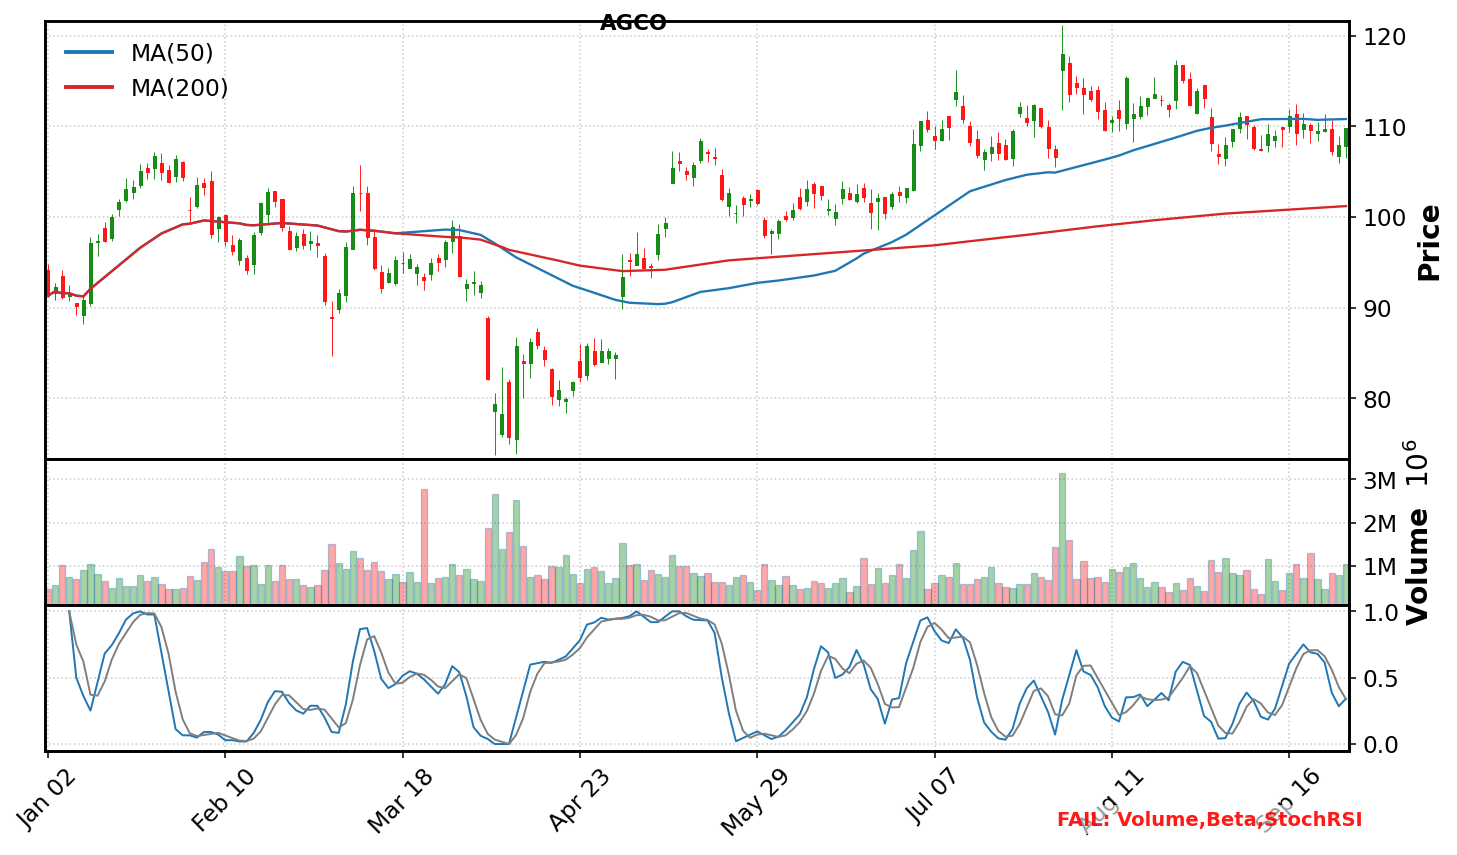 AGCO
MA(50)
MA(200)
120
110
100
90
80
Price
3M
2M
1M
Volume 10^6
1.0
0.5
0.0
Jan 02
Feb 10
Mar 18
Apr 23
May 29
Jul 07
Aug 11
Sep 16
FAIL: Volume,Beta,StochRSI